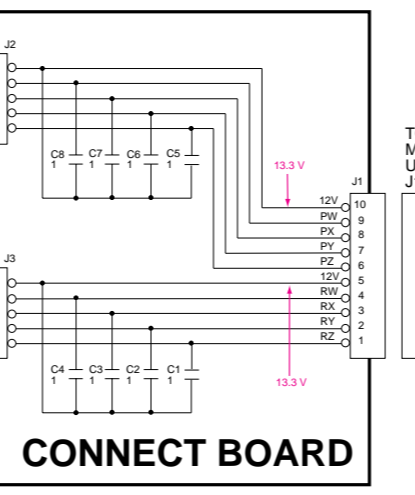 J2
C8 C7 C6 C5
1 1 1 1
13.3 V
T
M
U
J1
J1
12V 10
PW 9
PX 8
PY 7
PZ 6
12V 5
RW 4
RX 3
RY 2
RZ 1
J3
C4 C3 C2 C1
1 1 1 1
13.3 V
CONNECT BOARD